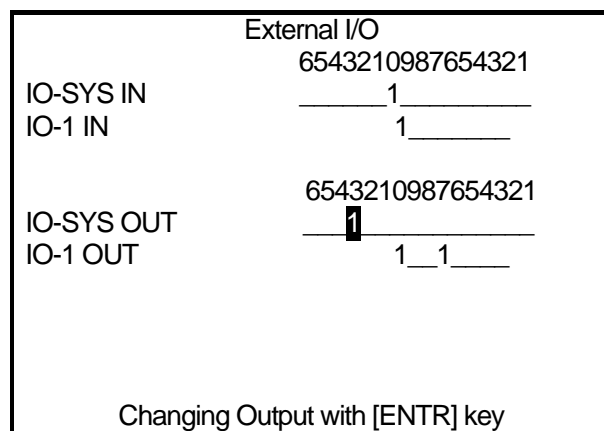 External I/O
6543210987654321
IO-SYS IN ______1_________
IO-1 IN 1_______
6543210987654321
IO-SYS OUT ___1____________
IO-1 OUT 1__1____
Changing Output with [ENTR] key